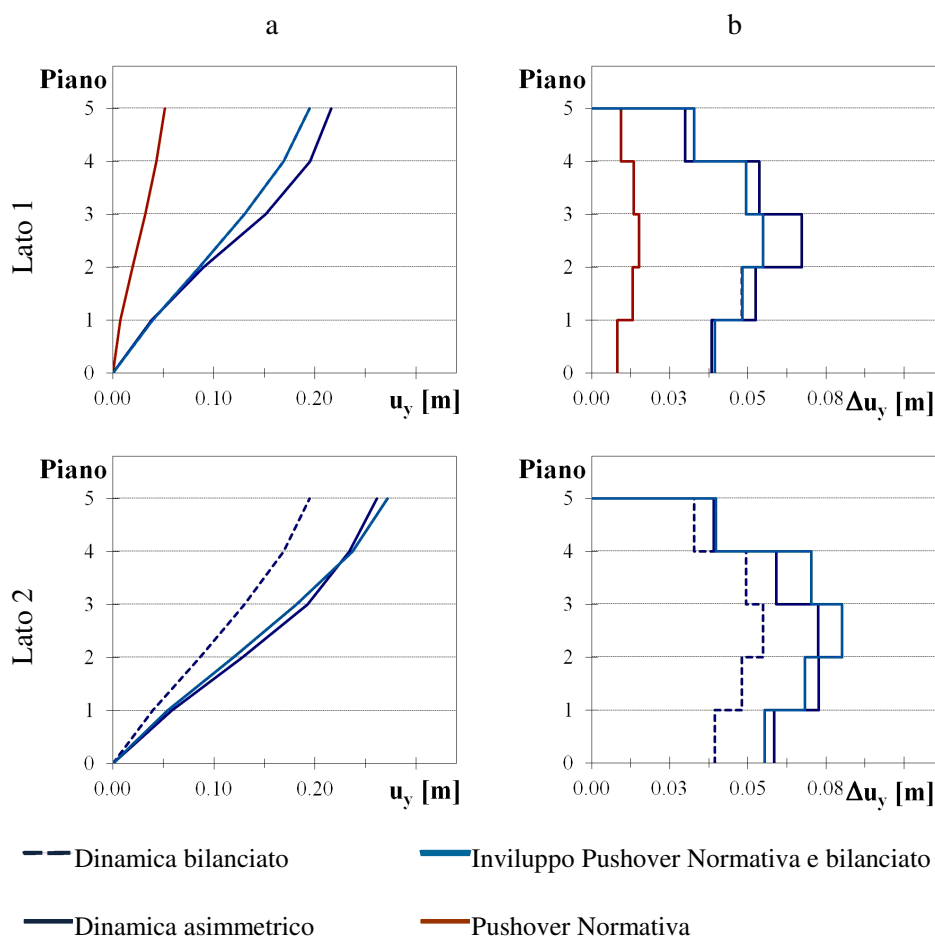 a
b
Lato 1
Piano
5
4
3
2
1
0
0.00
0.10
0.20
u_y [m]
Piano
5
4
3
2
1
0
0.00
0.03
0.05
0.08
Δu_y [m]
Lato 2
Piano
5
4
3
2
1
0
0.00
0.10
0.20
u_y [m]
Piano
5
4
3
2
1
0
0.00
0.03
0.05
0.08
Δu_y [m]
Dinamica bilanciato
Inviluppo Pushover Normativa e bilanciato
Dinamica asimmetrico
Pushover Normativa